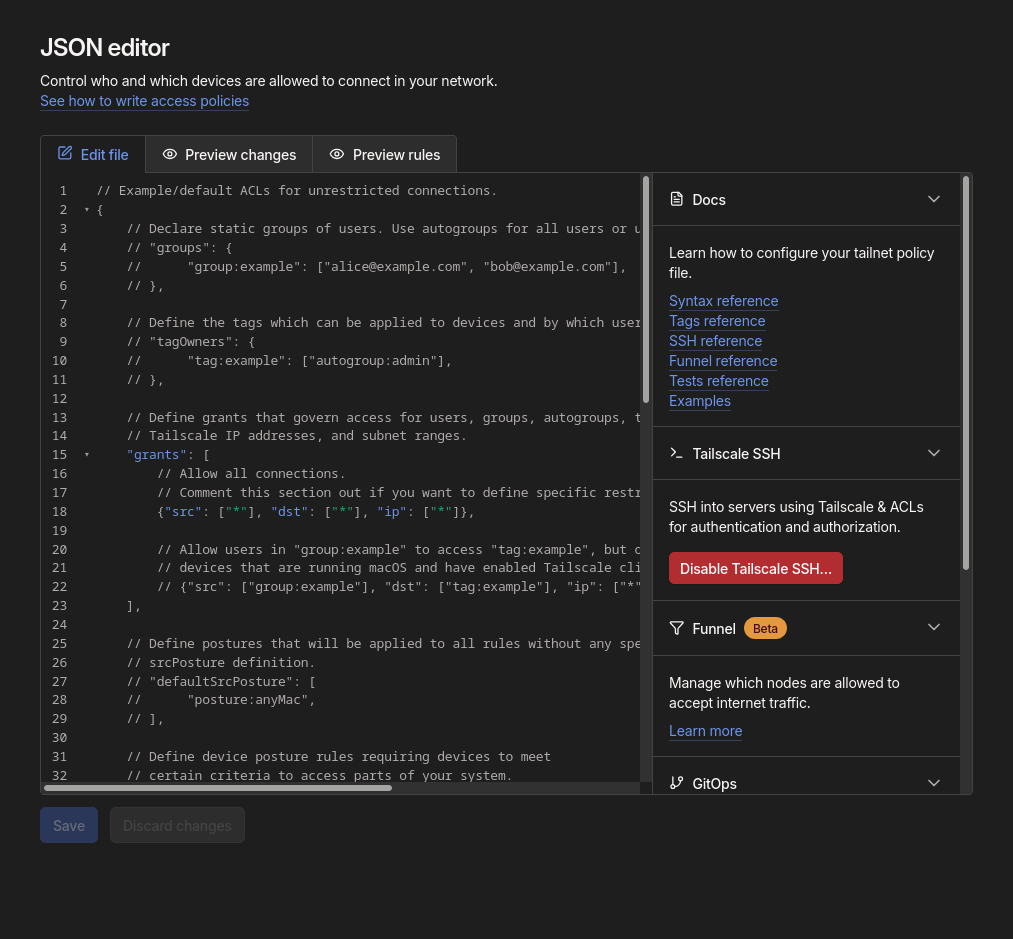 JSON editor
Control who and which devices are allowed to connect in your network.
See how to write access policies
Edit file
Preview changes
Preview rules
1 // Example/default ACLs for unrestricted connections.
2 {
3 // Declare static groups of users. Use autogroups for all users or u
4 // "groups": {
5 //      "group:example": ["alice@example.com", "bob@example.com"],
6 // },
7
8 // Define the tags which can be applied to devices and by which user
9 // "tagOwners": {
10 //      "tag:example": ["autogroup:admin"],
11 // },
12
13 // Define grants that govern access for users, groups, autogroups, t
14 // Tailscale IP addresses, and subnet ranges.
15 "grants": [
16 // Allow all connections.
17 // Comment this section out if you want to define specific restr
18 {"src": ["*"], "dst": ["*"], "ip": ["*"]},
19
20 // Allow users in "group:example" to access "tag:example", but o
21 // devices that are running macOS and have enabled Tailscale cli
22 // {"src": ["group:example"], "dst": ["tag:example"], "ip": ["*"
23 ],
24
25 // Define postures that will be applied to all rules without any spe
26 // srcPosture definition.
27 // "defaultSrcPosture": [
28 //      "posture:anyMac",
29 // ],
30
31 // Define device posture rules requiring devices to meet
32 // certain criteria to access parts of your system.
Docs
Learn how to configure your tailnet policy
file.
Syntax reference
Tags reference
SSH reference
Funnel reference
Tests reference
Examples
Tailscale SSH
SSH into servers using Tailscale & ACLs
for authentication and authorization.
Disable Tailscale SSH…
Funnel Beta
Manage which nodes are allowed to
accept internet traffic.
Learn more
GitOps
Save
Discard changes